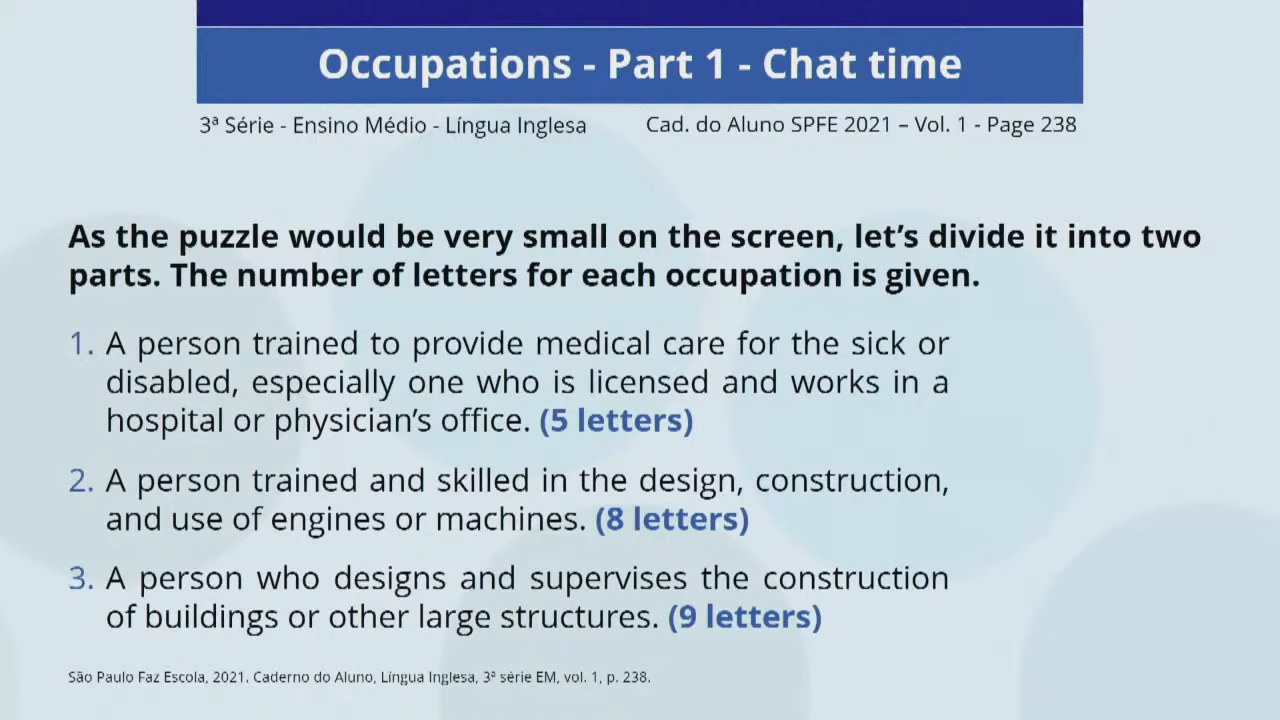 Occupations - Part 1 - Chat time
3ª Série - Ensino Médio - Língua Inglesa
Cad. do Aluno SPFE 2021 – Vol. 1 - Page 238
As the puzzle would be very small on the screen, let’s divide it into two
parts. The number of letters for each occupation is given.
1. A person trained to provide medical care for the sick or
disabled, especially one who is licensed and works in a
hospital or physician’s office. (5 letters)
2. A person trained and skilled in the design, construction,
and use of engines or machines. (8 letters)
3. A person who designs and supervises the construction
of buildings or other large structures. (9 letters)
São Paulo Faz Escola, 2021. Caderno do Aluno, Língua Inglesa, 3ª série EM, vol. 1, p. 238.